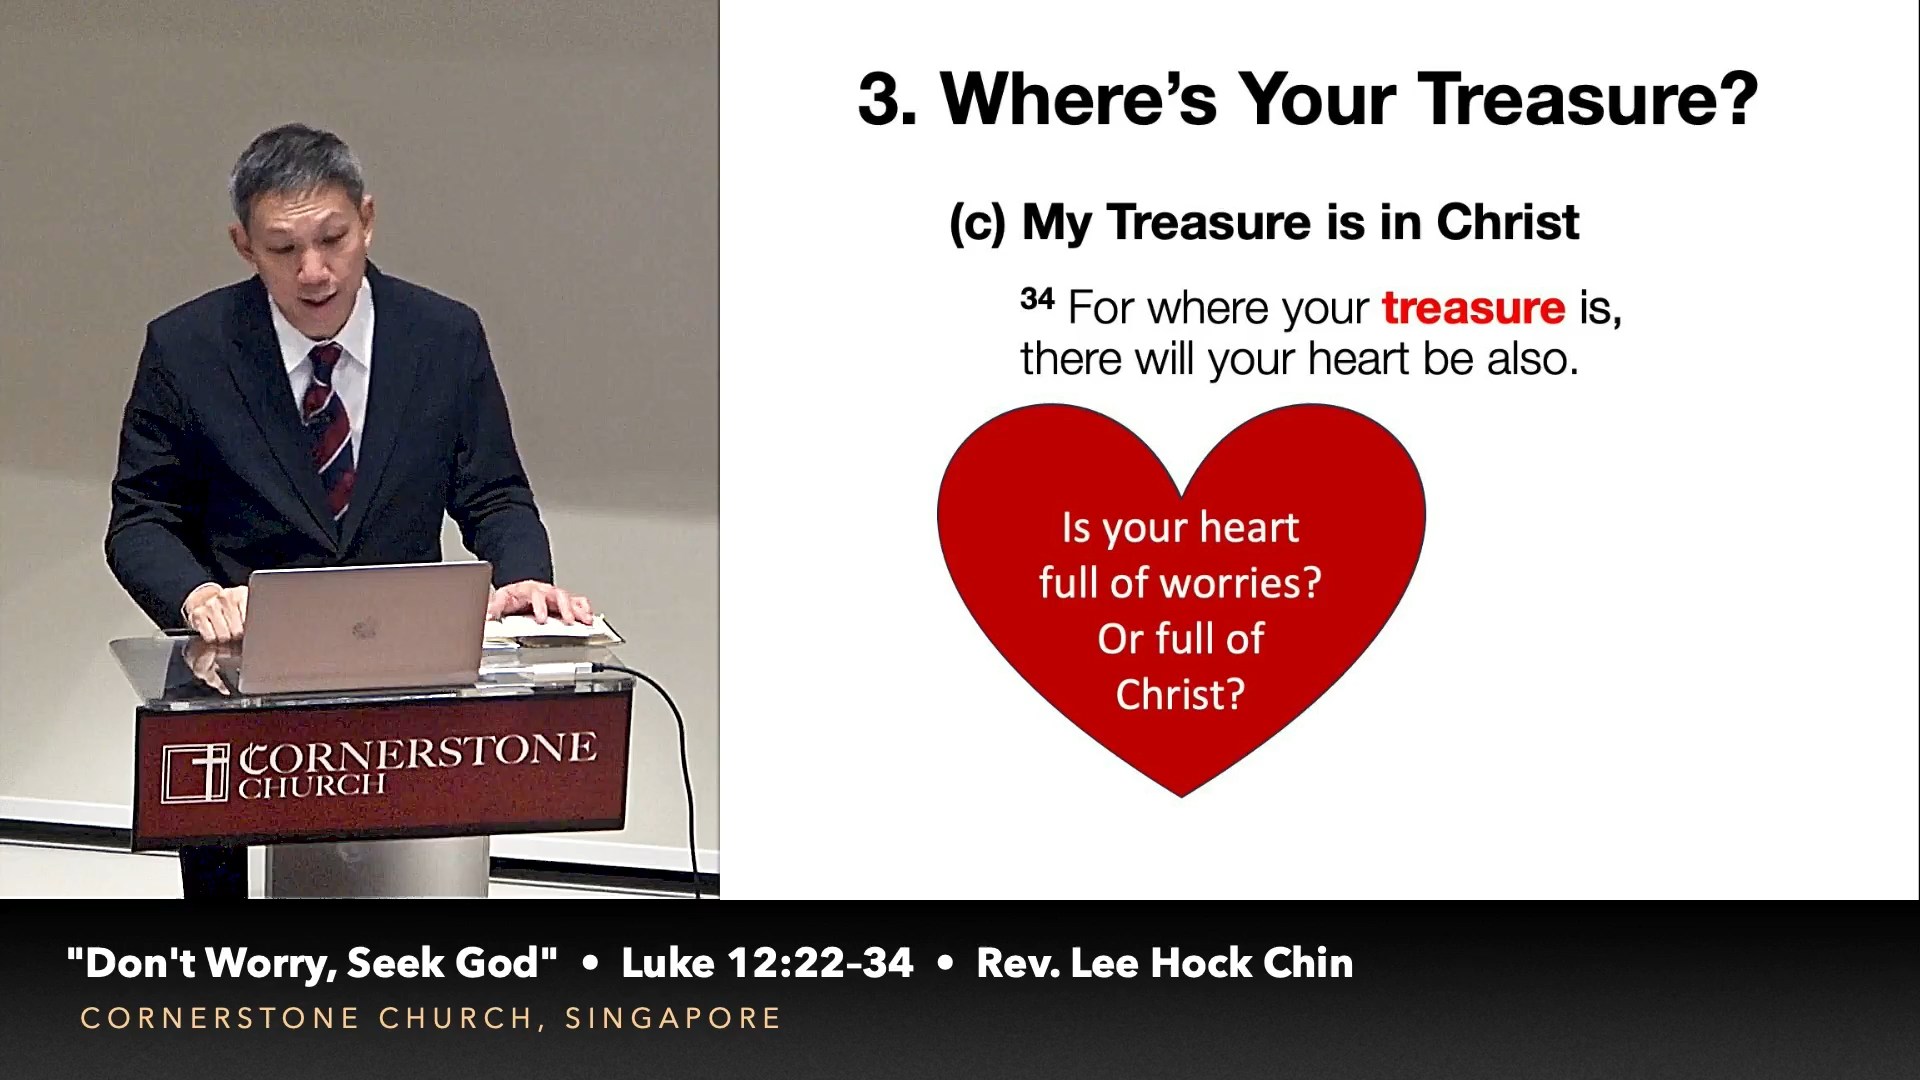 3. Where's Your Treasure?
(c) My Treasure is in Christ
34 For where your treasure is,
there will your heart be also.
Is your heart
full of worries?
Or full of
Christ?
CORNERSTONE
CHURCH
"Don't Worry, Seek God" • Luke 12:22–34 • Rev. Lee Hock Chin
CORNERSTONE CHURCH, SINGAPORE